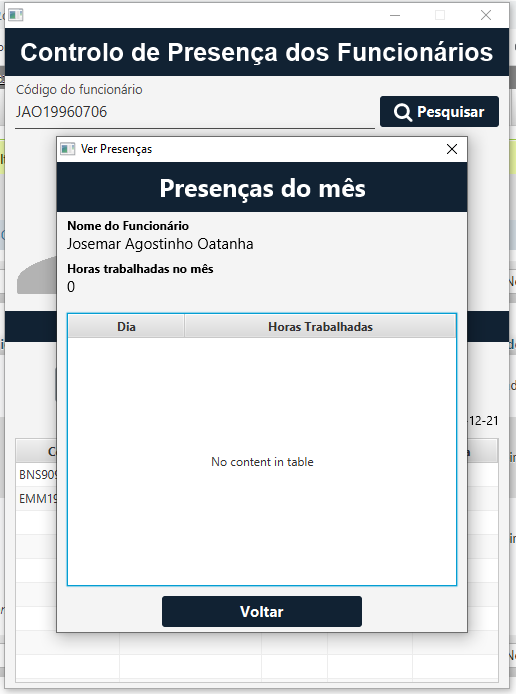 Controlo de Presença dos Funcionários
Código do funcionário
JAO19960706
Pesquisar
Ver Presenças
Presenças do mês
Nome do Funcionário
Josemar Agostinho Oatanha
Horas trabalhadas no mês
0
Dia Horas Trabalhadas
No content in table
Voltar
-12-21
BNS909
EMM19